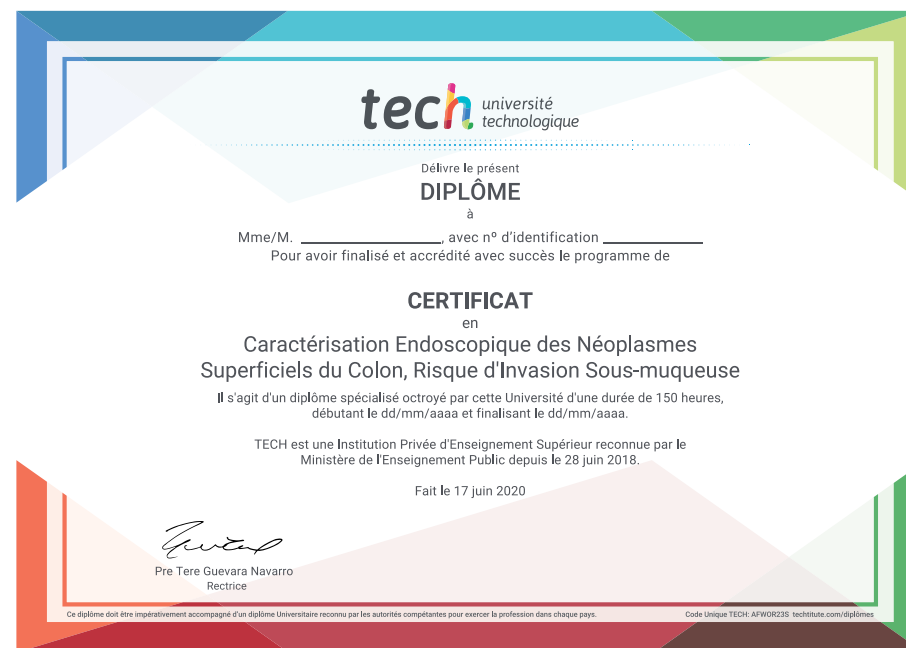 tech université
technologique
Délivre le présent
DIPLÔME
à
Mme/M. ____________________, avec nº d'identification ______________
Pour avoir finalisé et accrédité avec succès le programme de
CERTIFICAT
en
Caractérisation Endoscopique des Néoplasmes
Superficiels du Colon, Risque d'Invasion Sous-muqueuse
Il s'agit d'un diplôme spécialisé octroyé par cette Université d'une durée de 150 heures,
débutant le dd/mm/aaaa et finalisant le dd/mm/aaaa.
TECH est une Institution Privée d'Enseignement Supérieur reconnue par le
Ministère de l'Enseignement Public depuis le 28 juin 2018.
Fait le 17 juin 2020
Pre Tere Guevara Navarro
Rectrice
Ce diplôme doit être impérativement accompagné d'un diplôme Universitaire reconnu par les autorités compétantes pour exercer la profession dans chaque pays.
Code Unique TECH: AFWOR23S techtitute.com/diplômes